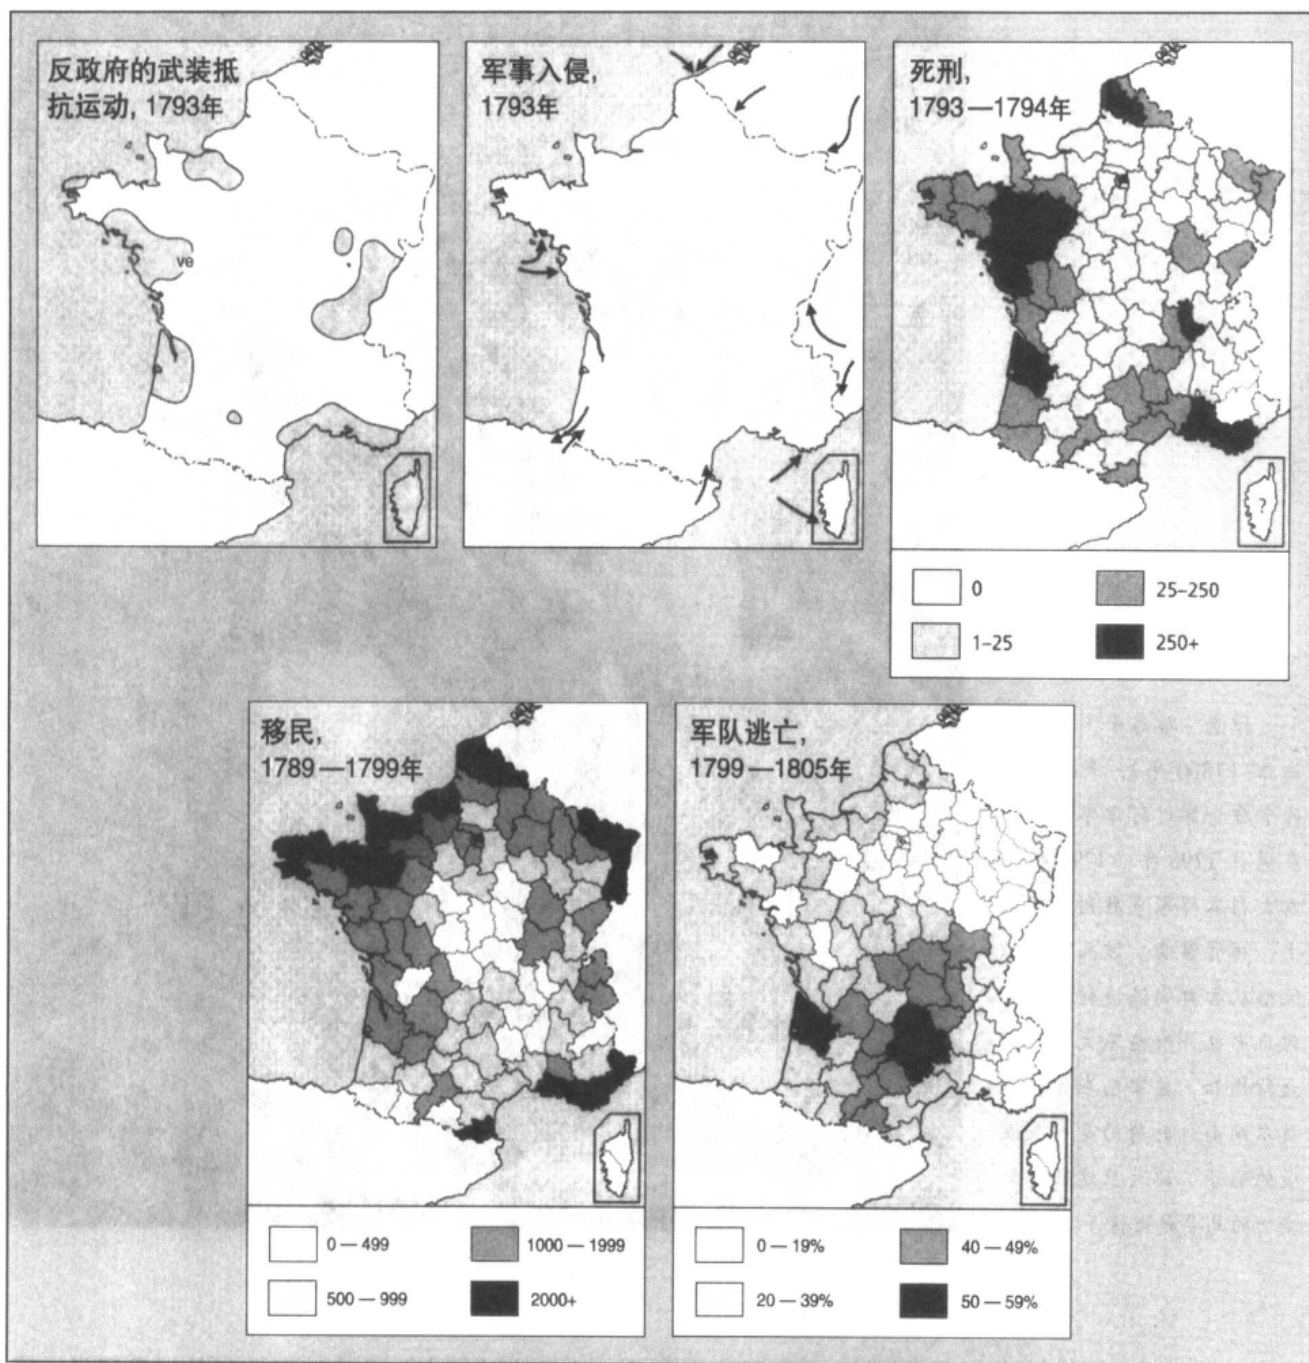 反政府的武装抵
抗运动, 1793年
ve
军事入侵,
1793年
死刑,
1793—1794年
?
0
25–250
1–25
250+
移民,
1789—1799年
0 — 499
1000 — 1999
500 — 999
2000+
军队逃亡,
1799—1805年
0 — 19%
40 — 49%
20 — 39%
50 — 59%